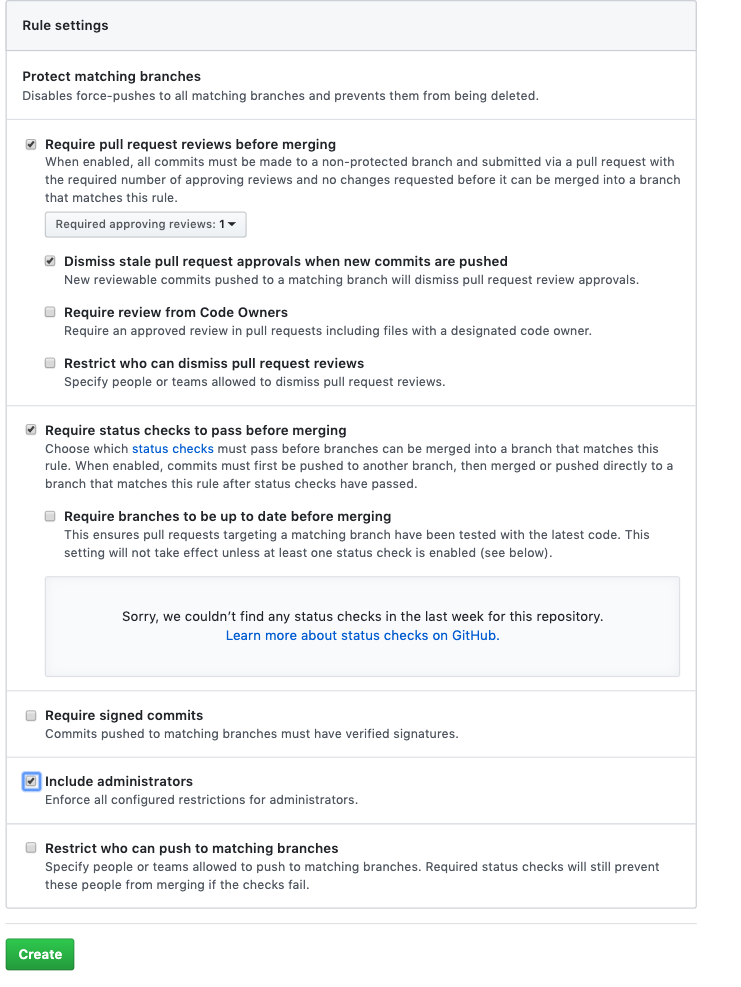 Rule settings
Protect matching branches
Disables force-pushes to all matching branches and prevents them from being deleted.
Require pull request reviews before merging
When enabled, all commits must be made to a non-protected branch and submitted via a pull request with
the required number of approving reviews and no changes requested before it can be merged into a branch
that matches this rule.
Required approving reviews: 1
Dismiss stale pull request approvals when new commits are pushed
New reviewable commits pushed to a matching branch will dismiss pull request review approvals.
Require review from Code Owners
Require an approved review in pull requests including files with a designated code owner.
Restrict who can dismiss pull request reviews
Specify people or teams allowed to dismiss pull request reviews.
Require status checks to pass before merging
Choose which status checks must pass before branches can be merged into a branch that matches this
rule. When enabled, commits must first be pushed to another branch, then merged or pushed directly to a
branch that matches this rule after status checks have passed.
Require branches to be up to date before merging
This ensures pull requests targeting a matching branch have been tested with the latest code. This
setting will not take effect unless at least one status check is enabled (see below).
Sorry, we couldn’t find any status checks in the last week for this repository.
Learn more about status checks on GitHub.
Require signed commits
Commits pushed to matching branches must have verified signatures.
Include administrators
Enforce all configured restrictions for administrators.
Restrict who can push to matching branches
Specify people or teams allowed to push to matching branches. Required status checks will still prevent
these people from merging if the checks fail.
Create